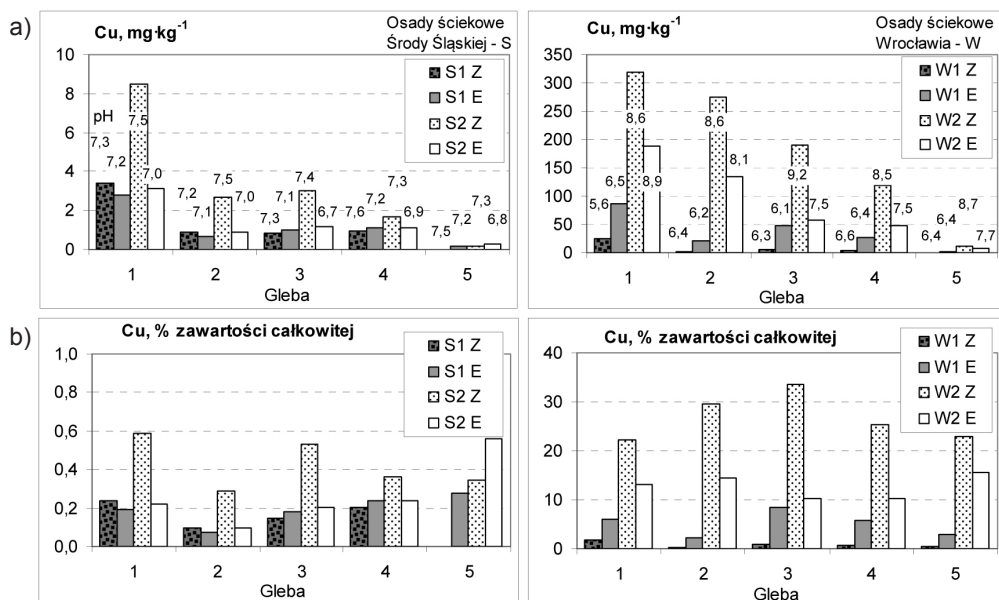 a)
Cu, mg·kg⁻¹
Osady ściekowe
Środy Śląskiej - S
10
8
6
4
2
0
S1 Z
S1 E
S2 Z
S2 E
pH
7,3
7,2
7,5
7,0
7,2
7,1
7,5
7,0
7,3
7,1
7,4
6,7
7,6
7,2
7,3
6,9
7,5
7,2
7,3
6,8
1 2 3 4 5
Gleba
Cu, mg·kg⁻¹
Osady ściekowe
Wrocławia - W
350
300
250
200
150
100
50
0
W1 Z
W1 E
W2 Z
W2 E
5,6
6,5
8,6
8,9
6,4
6,2
8,6
8,1
6,3
6,1
9,2
7,5
6,6
6,4
8,5
7,5
6,4
6,4
8,7
7,7
1 2 3 4 5
Gleba
b)
Cu, % zawartości całkowitej
1,0
0,8
0,6
0,4
0,2
0,0
S1 Z
S1 E
S2 Z
S2 E
1 2 3 4 5
Gleba
Cu, % zawartości całkowitej
40
30
20
10
0
W1 Z
W1 E
W2 Z
W2 E
1 2 3 4 5
Gleba